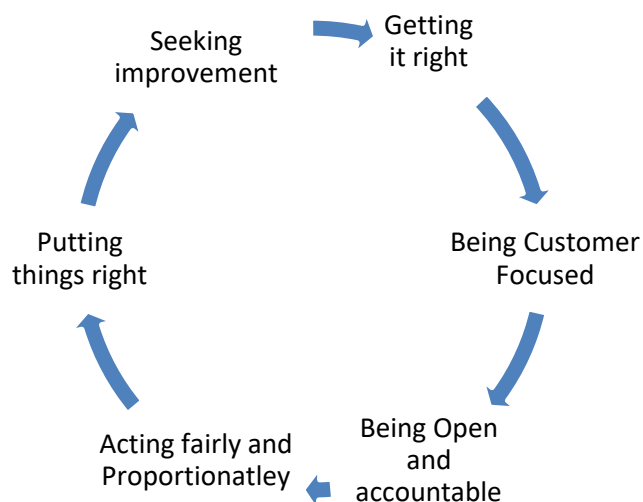 Getting
it right
Being Customer
Focused
Being Open
and
accountable
Acting fairly and
Proportionatley
Putting
things right
Seeking
improvement